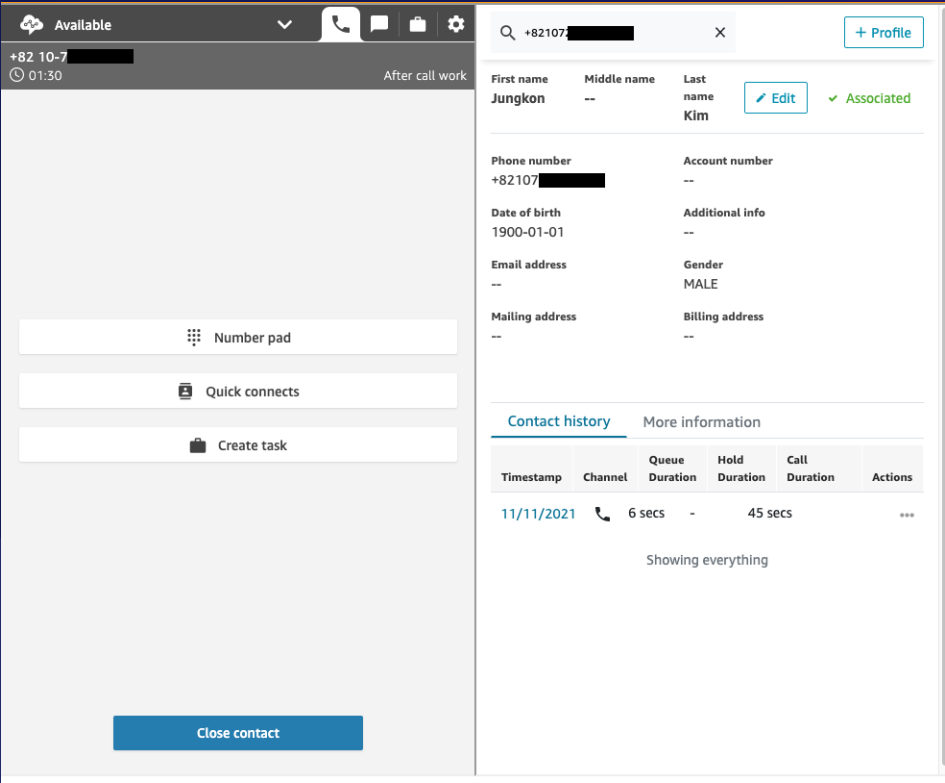 Available
+82 10-7
01:30
After call work
Number pad
Quick connects
Create task
Close contact
+82107
+ Profile
First name
Middle name
Last name
Jungkon
--
Kim
Edit
Associated
Phone number
Account number
+82107
--
Date of birth
Additional info
1900-01-01
--
Email address
Gender
--
MALE
Mailing address
Billing address
--
--
Contact history
More information
Timestamp
Channel
Queue Duration
Hold Duration
Call Duration
Actions
11/11/2021
6 secs
-
45 secs
Showing everything